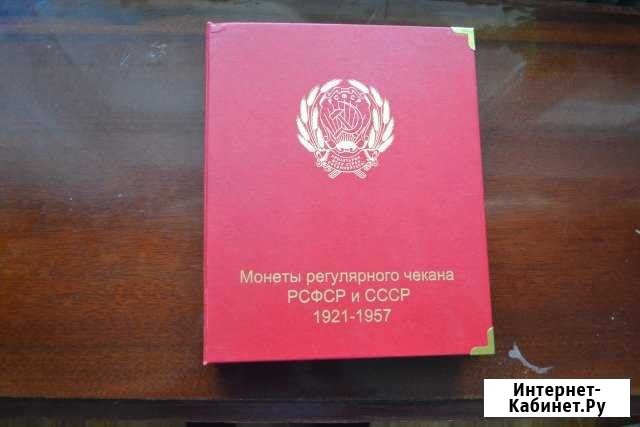 Монеты регулярного чекана
РСФСР и СССР
1921-1957
Интернет-
Кабинет.Ру